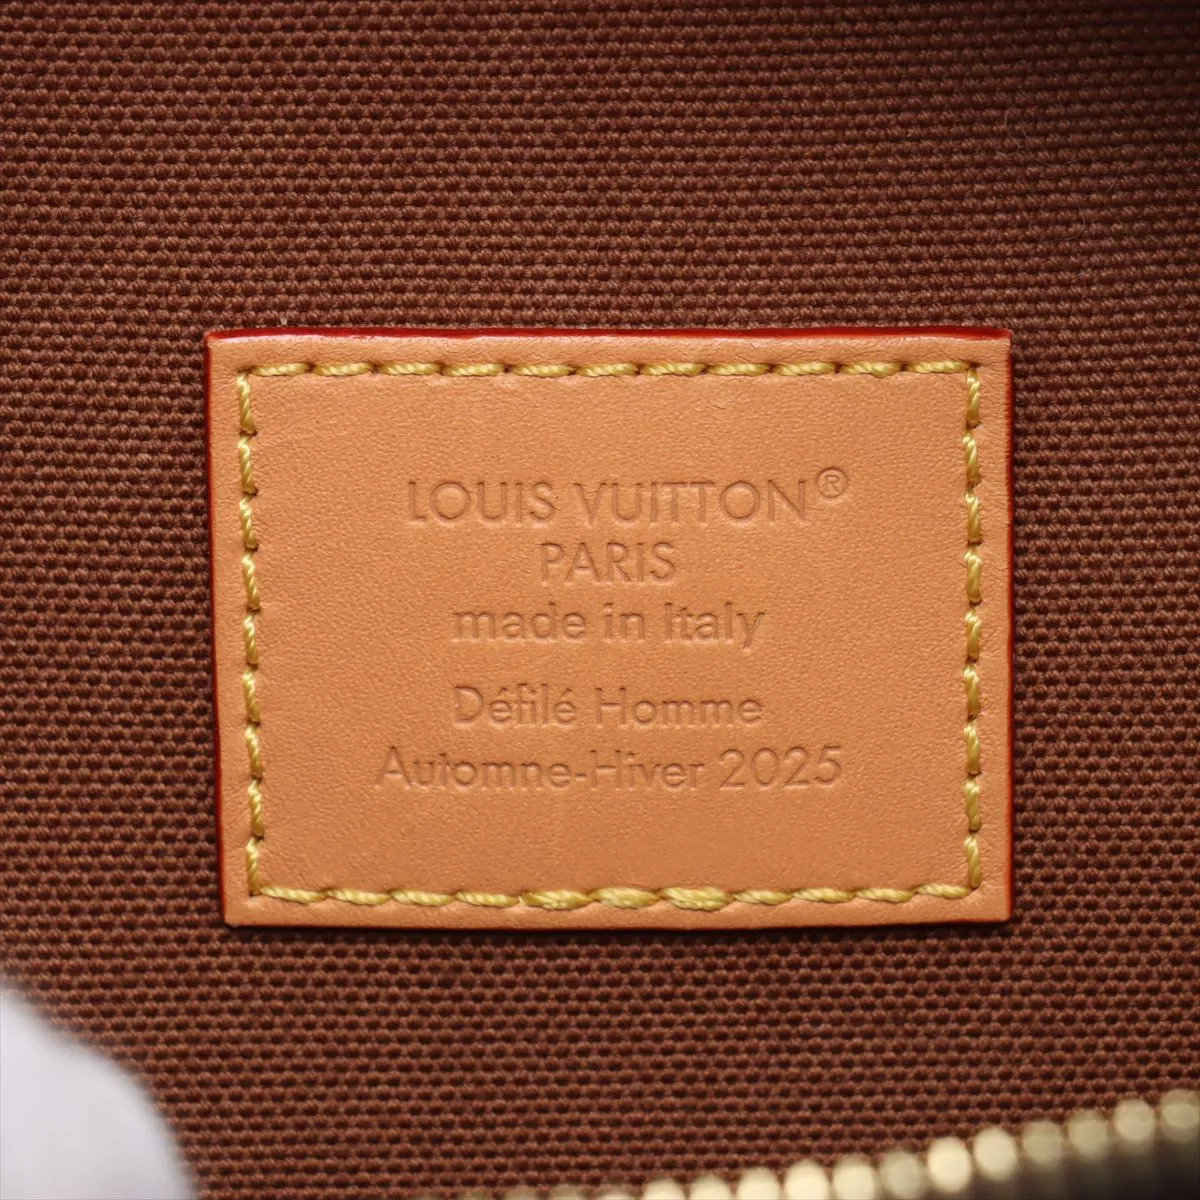 LOUIS VUITTON®
PARIS
made in Italy
Défilé Homme
Automne-Hiver 2025